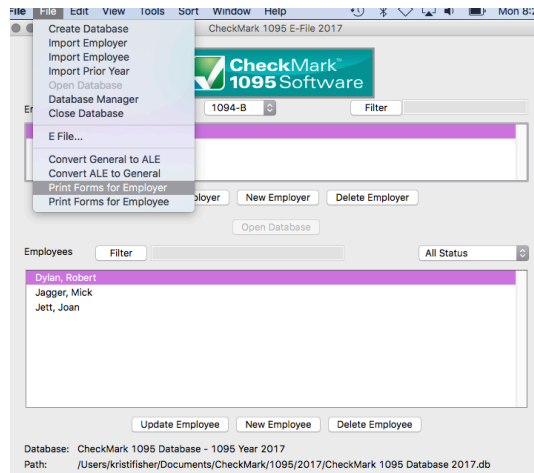 File File Edit View Tools Sort Window Help Mon 8:2
Create Database
CheckMark 1095 E-File 2017
Import Employer
Import Employee
Import Prior Year
Open Database
Database Manager
Close Database
CheckMark™
1095 Software
1094-B Filter
E File...
Convert General to ALE
Convert ALE to General
Print Forms for Employer
Print Forms for Employee
ployer New Employer Delete Employer
Open Database
Employees Filter All Status
Dylan, Robert
Jagger, Mick
Jett, Joan
Update Employee New Employee Delete Employee
Database: CheckMark 1095 Database - 1095 Year 2017
Path: /Users/kristifisher/Documents/CheckMark/1095/2017/CheckMark 1095 Database 2017.db